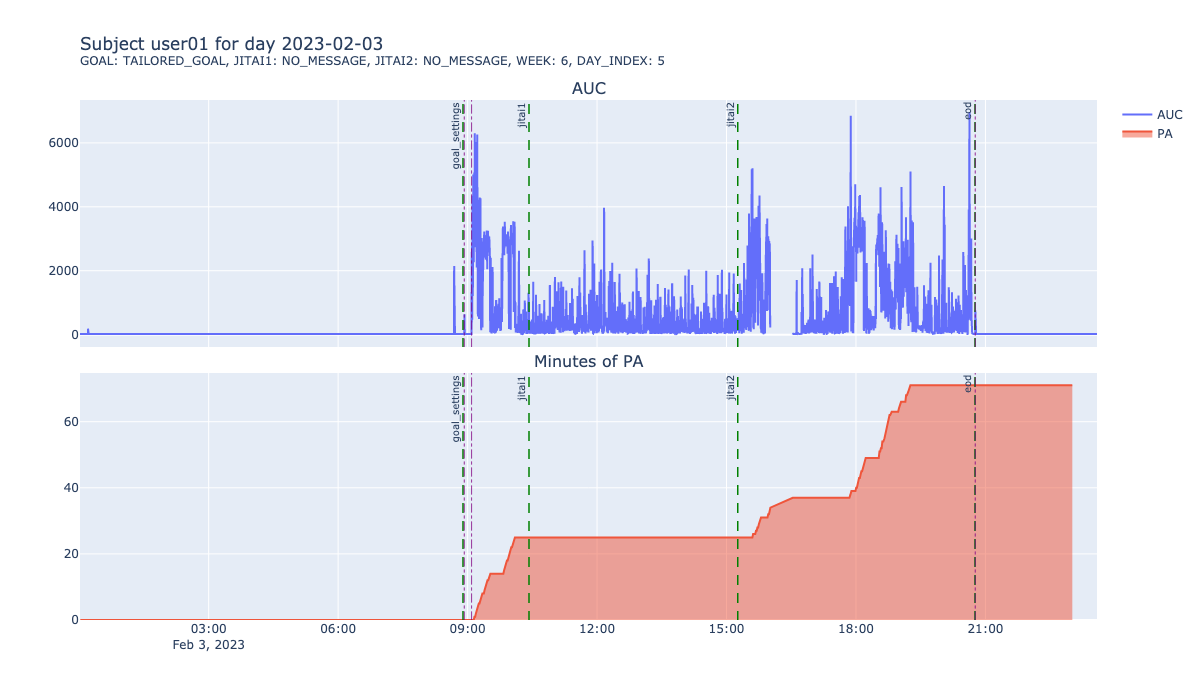 Subject user01 for day 2023-02-03
GOAL: TAILORED_GOAL, JITAI1: NO_MESSAGE, JITAI2: NO_MESSAGE, WEEK: 6, DAY_INDEX: 5
AUC
goal_settings
jitai1
jitai2
eod
6000
4000
2000
0
AUC
PA
Minutes of PA
goal_settings
jitai1
jitai2
eod
60
40
20
0
03:00 06:00 09:00 12:00 15:00 18:00 21:00
Feb 3, 2023